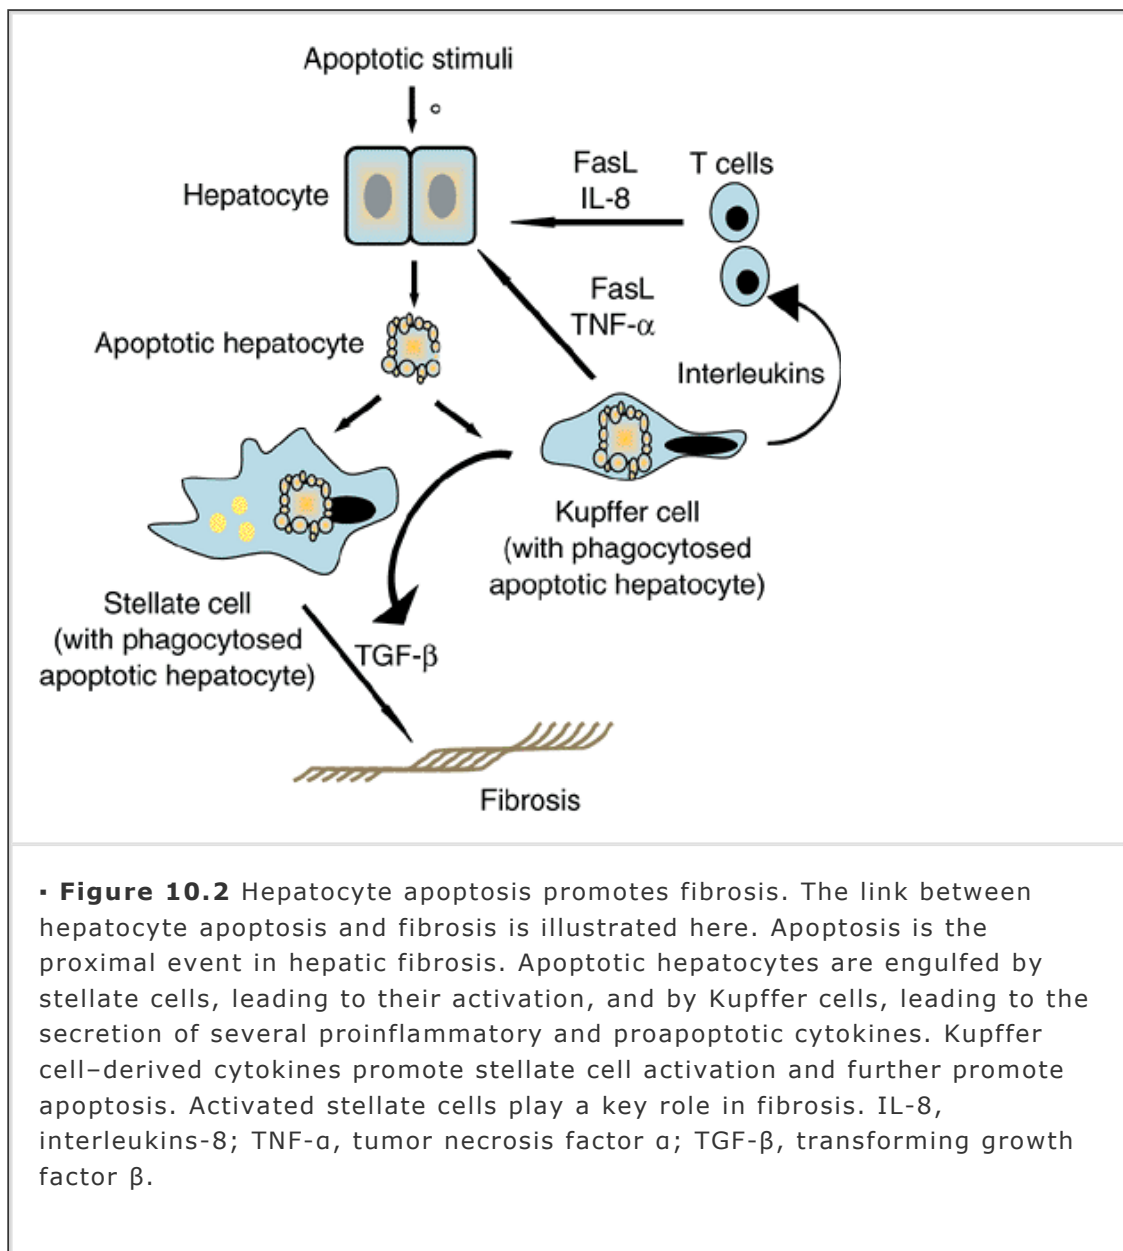 Apoptotic stimuli
Hepatocyte
FasL
IL-8
T cells
FasL
TNF-α
Apoptotic hepatocyte
Interleukins
Kupffer cell
(with phagocytosed
apoptotic hepatocyte)
Stellate cell
(with phagocytosed
apoptotic hepatocyte)
TGF-β
Fibrosis
▪ Figure 10.2 Hepatocyte apoptosis promotes fibrosis. The link between
hepatocyte apoptosis and fibrosis is illustrated here. Apoptosis is the
proximal event in hepatic fibrosis. Apoptotic hepatocytes are engulfed by
stellate cells, leading to their activation, and by Kupffer cells, leading to the
secretion of several proinflammatory and proapoptotic cytokines. Kupffer
cell–derived cytokines promote stellate cell activation and further promote
apoptosis. Activated stellate cells play a key role in fibrosis. IL-8,
interleukins-8; TNF-α, tumor necrosis factor α; TGF-β, transforming growth
factor β.